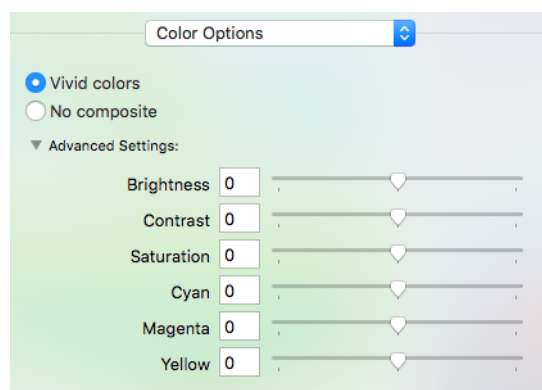 Color Options
Vivid colors
No composite
Advanced Settings:
Brightness 0
Contrast 0
Saturation 0
Cyan 0
Magenta 0
Yellow 0